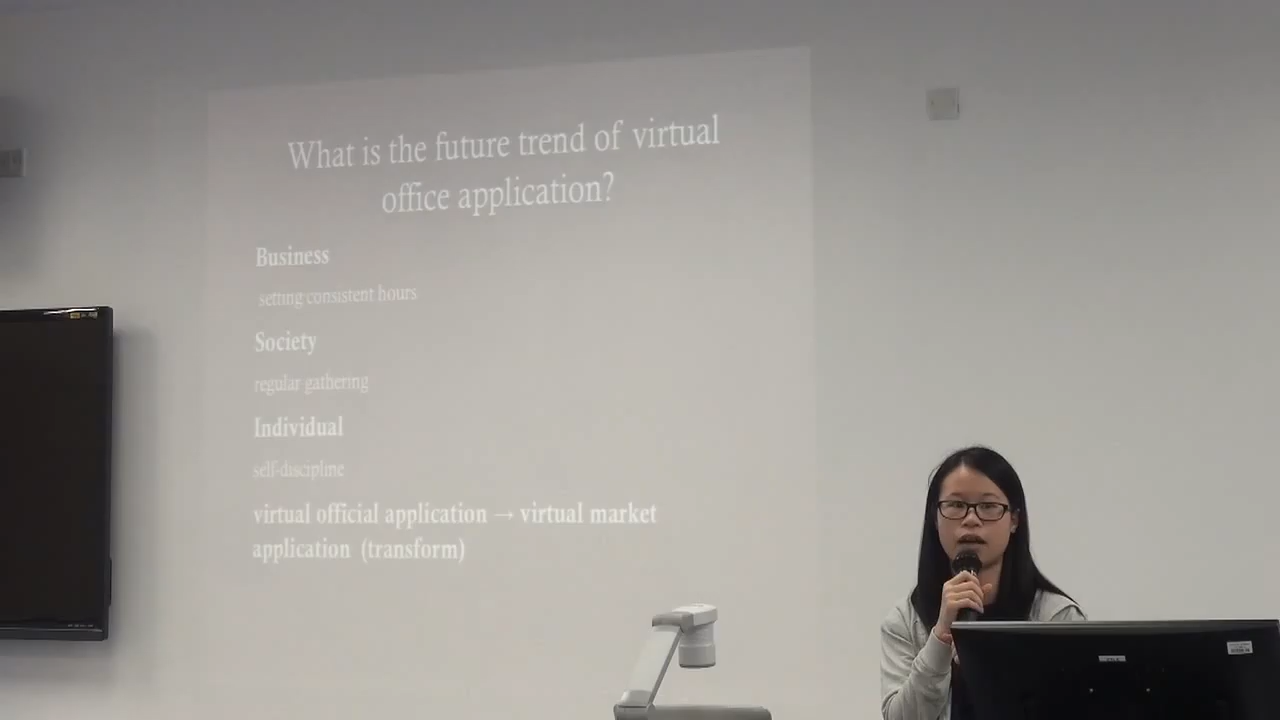 What is the future trend of virtual
office application?
Business
setting consistent hours
Society
regular gathering
Individual
self-discipline
virtual official application → virtual market
application (transform)